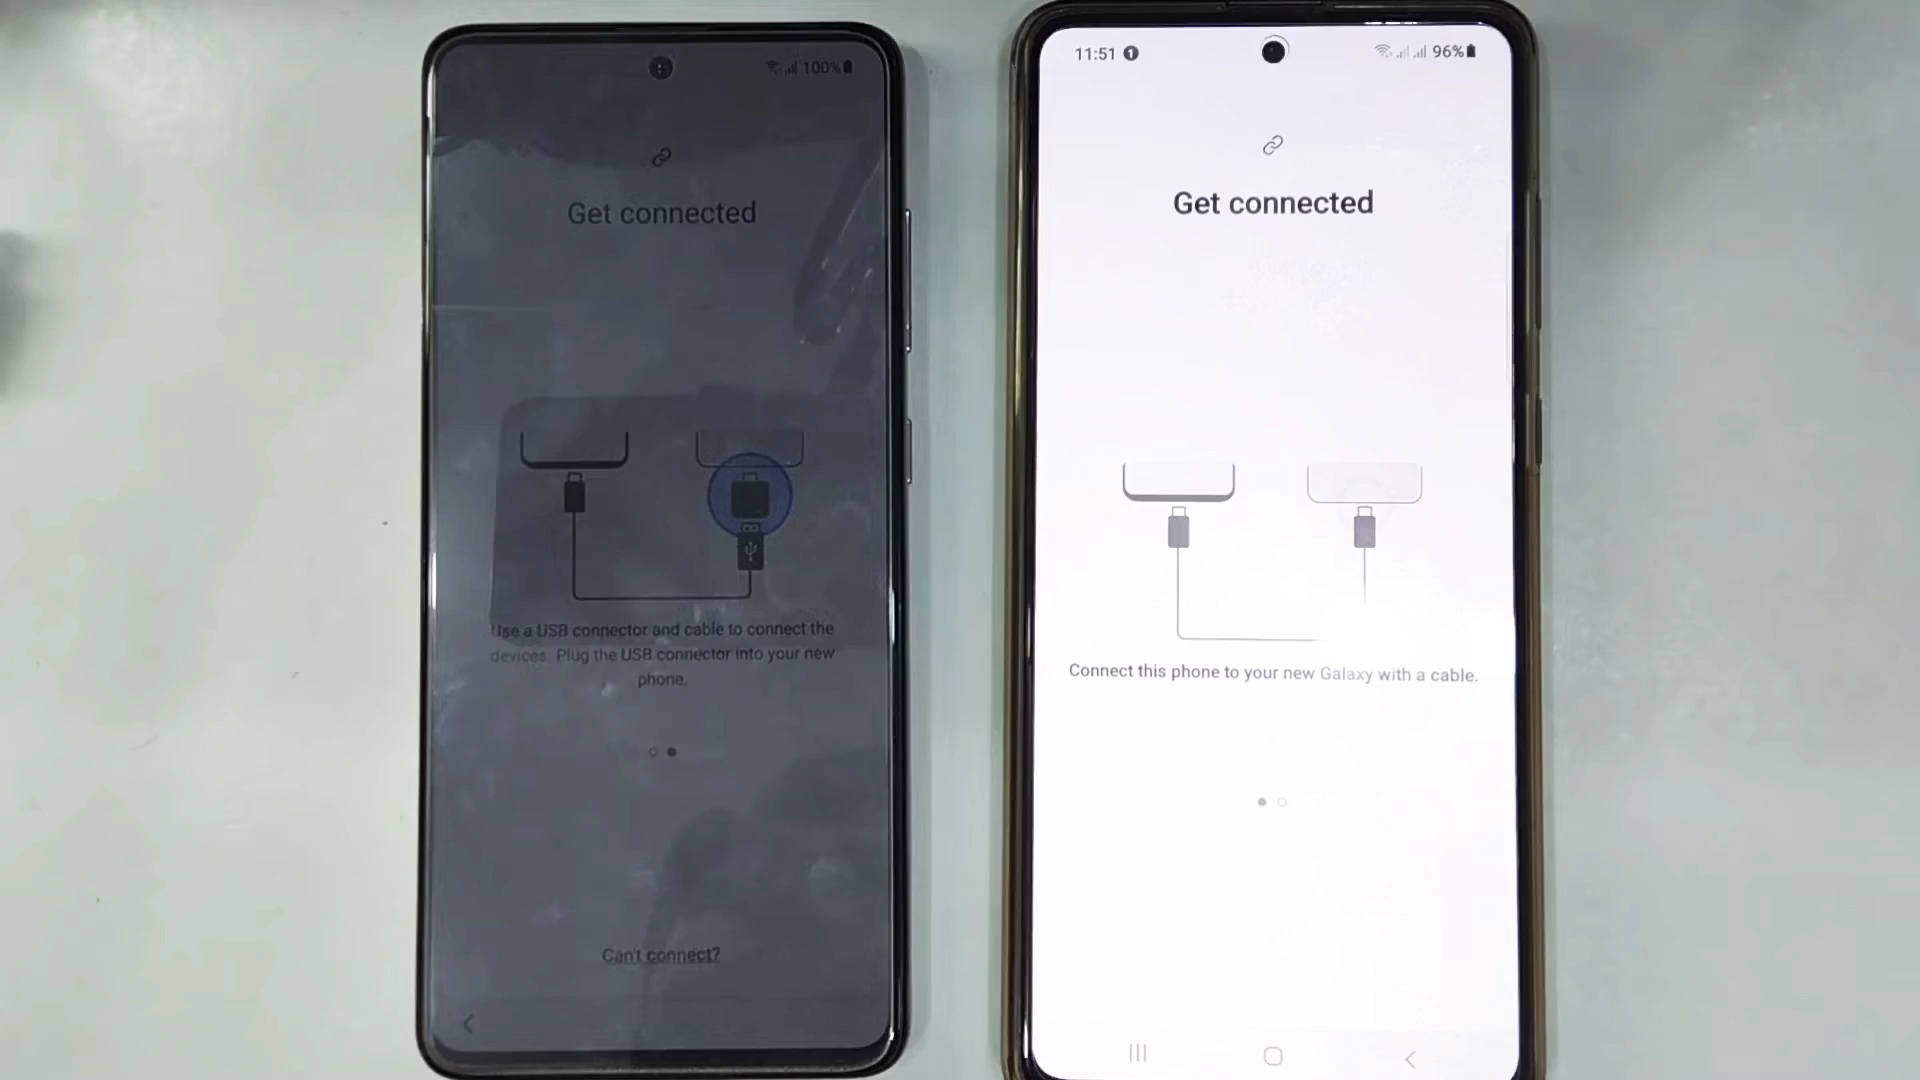 100%
Get connected
Use a USB connector and cable to connect the
devices. Plug the USB connector into your new
phone.
Can't connect?
11:51 1 96%
Get connected
Connect this phone to your new Galaxy with a cable.